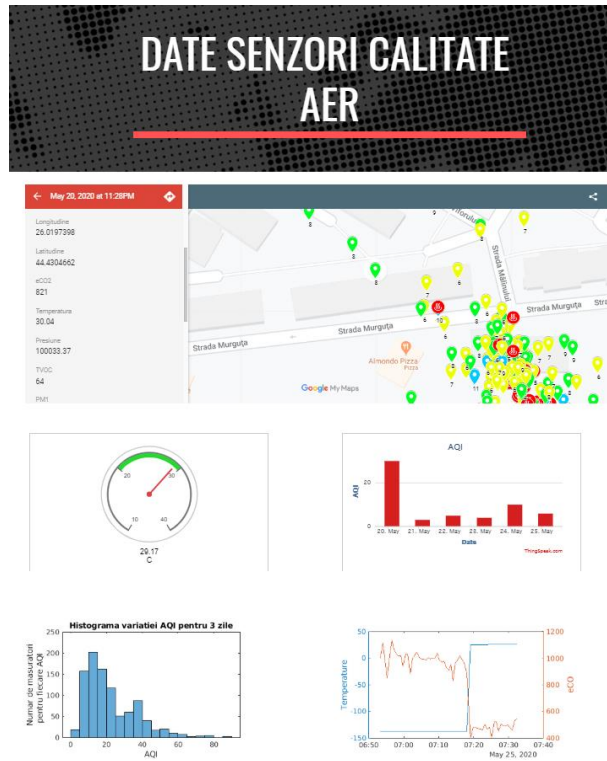 DATE SENZORI CALITATE
AER
May 20, 2020 at 11:28PM
Longitudine
26.0197398
Latitudine
44.4304662
eCO2
821
Temperatura
30.04
Presiune
100033.37
TVOC
64
PM1
Strada Mălinului
Strada Murguța
Strada Murguța
Strada Murguța
Almondo Pizza
Pizza
Google My Maps
20
30
10
40
29.17
C
AQI
AQI
20
0
20. May
21. May
22. May
23. May
24. May
25. May
Date
ThingSpeak.com
Histograma variatiei AQI pentru 3 zile
Numar de masuratori
pentru fiecare AQI
250
200
150
100
50
0
0
20
40
60
80
AQI
50
0
-50
-100
-150
Temperature
1200
1000
800
600
400
eCO
06:50
07:00
07:10
07:20
07:30
07:40
May 25, 2020